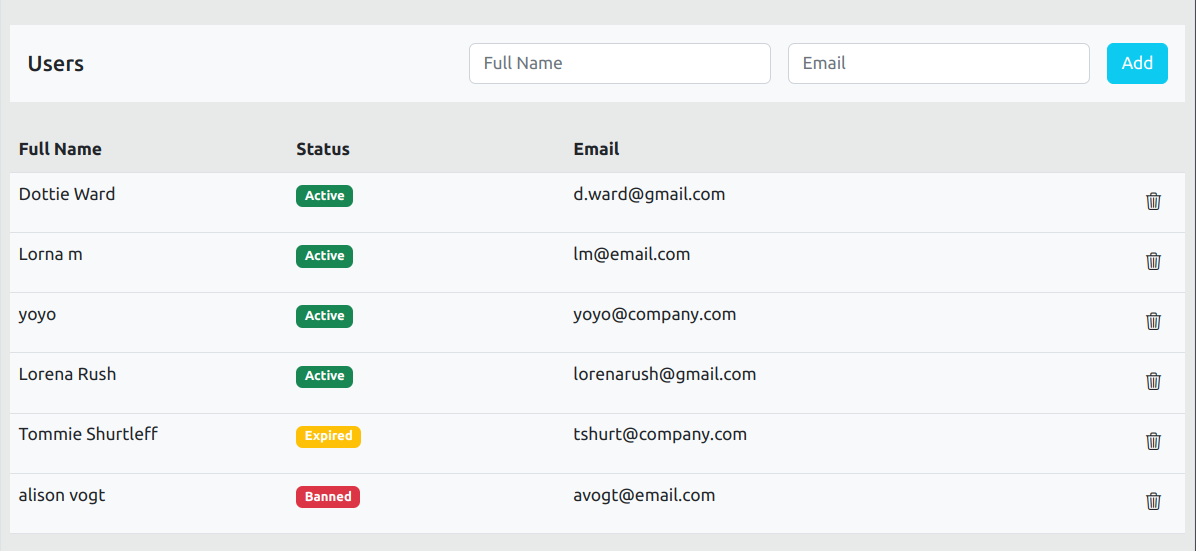 Users Full Name Email Add
Full Name Status Email
Dottie Ward Active d.ward@gmail.com
Lorna m Active lm@email.com
yoyo Active yoyo@company.com
Lorena Rush Active lorenarush@gmail.com
Tommie Shurtleff Expired tshurt@company.com
alison vogt Banned avogt@email.com